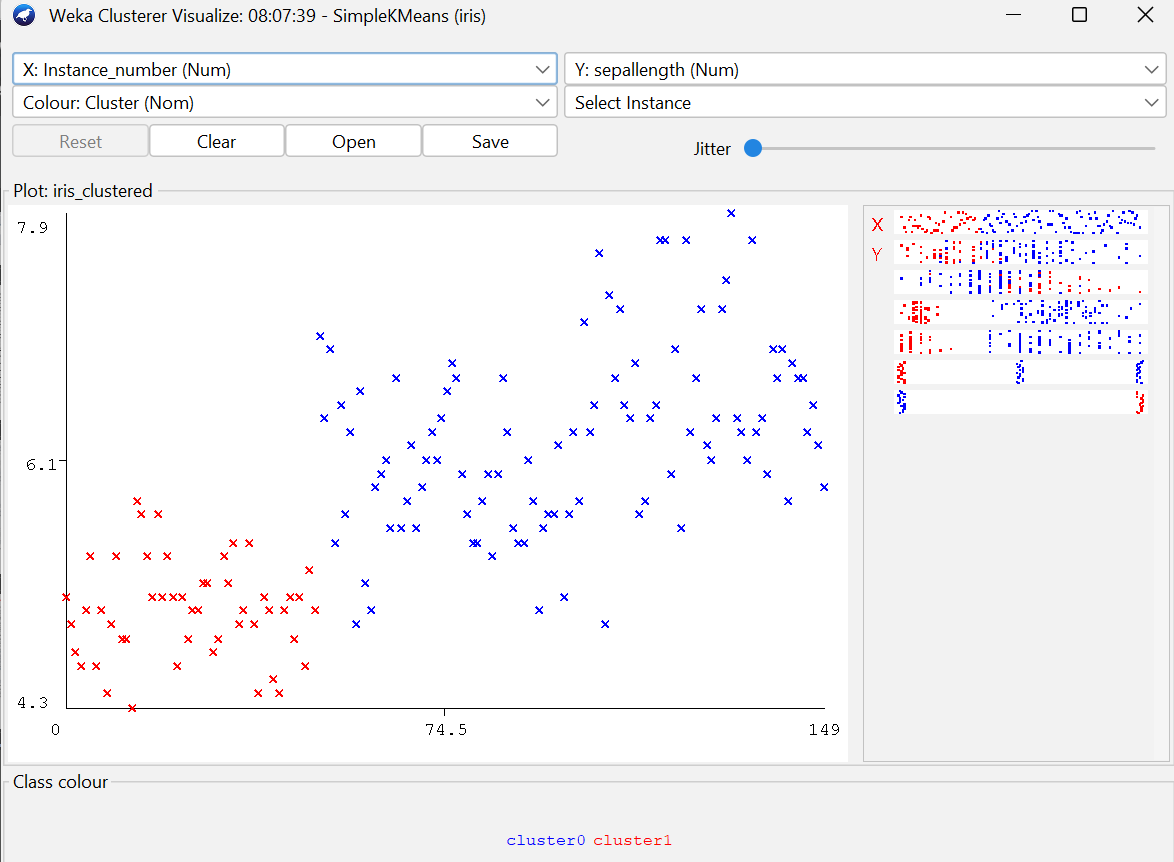 Weka Clusterer Visualize: 08:07:39 - SimpleKMeans (iris)
X: Instance_number (Num) Y: sepallength (Num)
Colour: Cluster (Nom) Select Instance
Reset Clear Open Save Jitter
Plot: iris_clustered
7.9
6.1
4.3
0 74.5 149
X
Y
Class colour
cluster0 cluster1